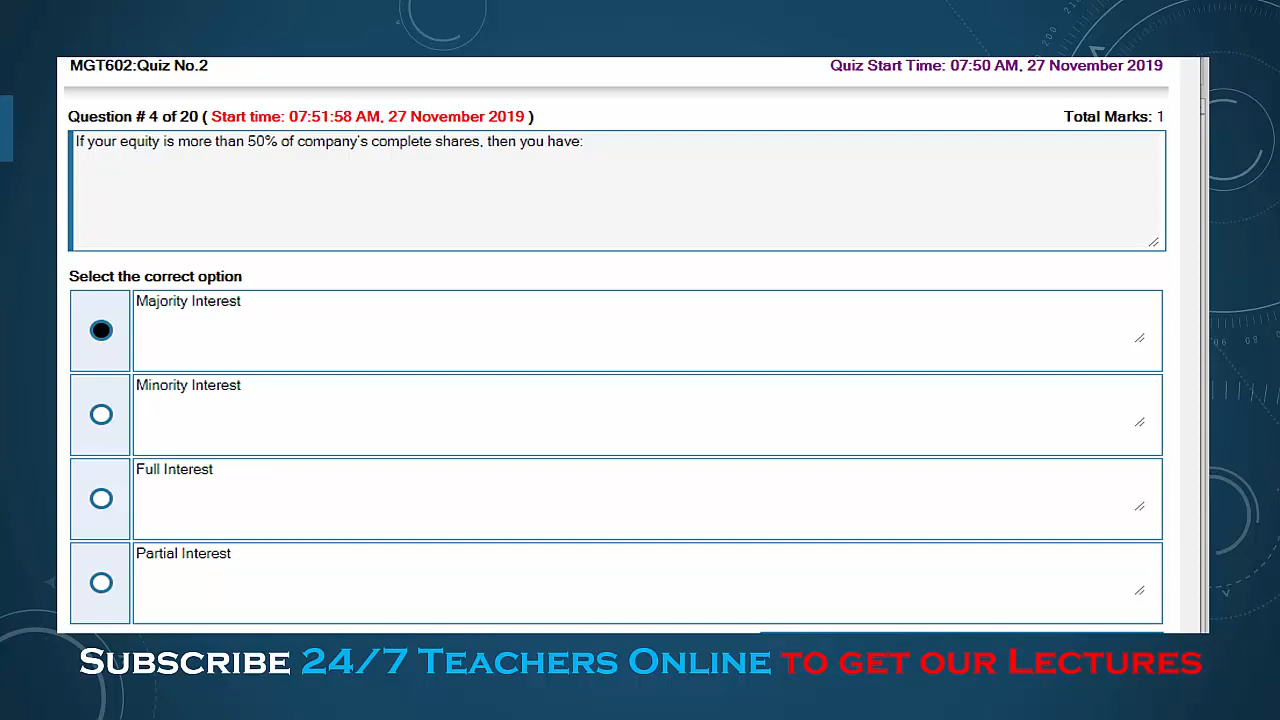 MGT602:Quiz No.2
Quiz Start Time: 07:50 AM, 27 November 2019
Question # 4 of 20 ( Start time: 07:51:58 AM, 27 November 2019 )
Total Marks: 1
If your equity is more than 50% of company's complete shares, then you have:
Select the correct option
Majority Interest
Minority Interest
Full Interest
Partial Interest
Subscribe 24/7 Teachers Online to get our Lectures